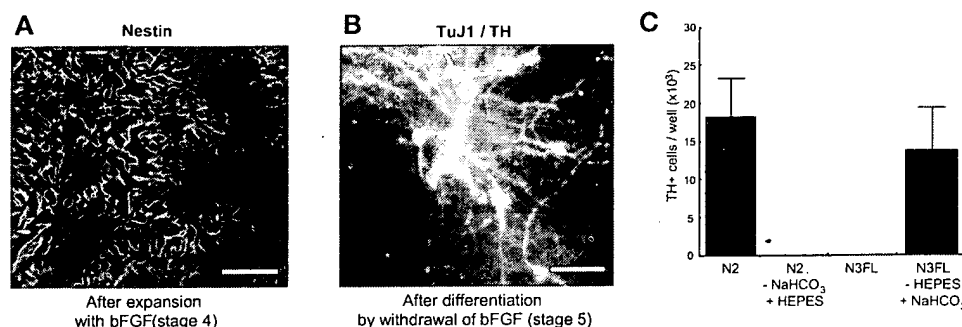 A
Nestin
After expansion
with bFGF(stage 4)
B
TuJ1 / TH
After differentiation
by withdrawal of bFGF (stage 5)
C
TH+ cells / well (x10³)
30
25
20
15
10
5
0
N2
N2
- NaHCO₃
+ HEPES
N3FL
N3FL
- HEPES
+ NaHCO₃